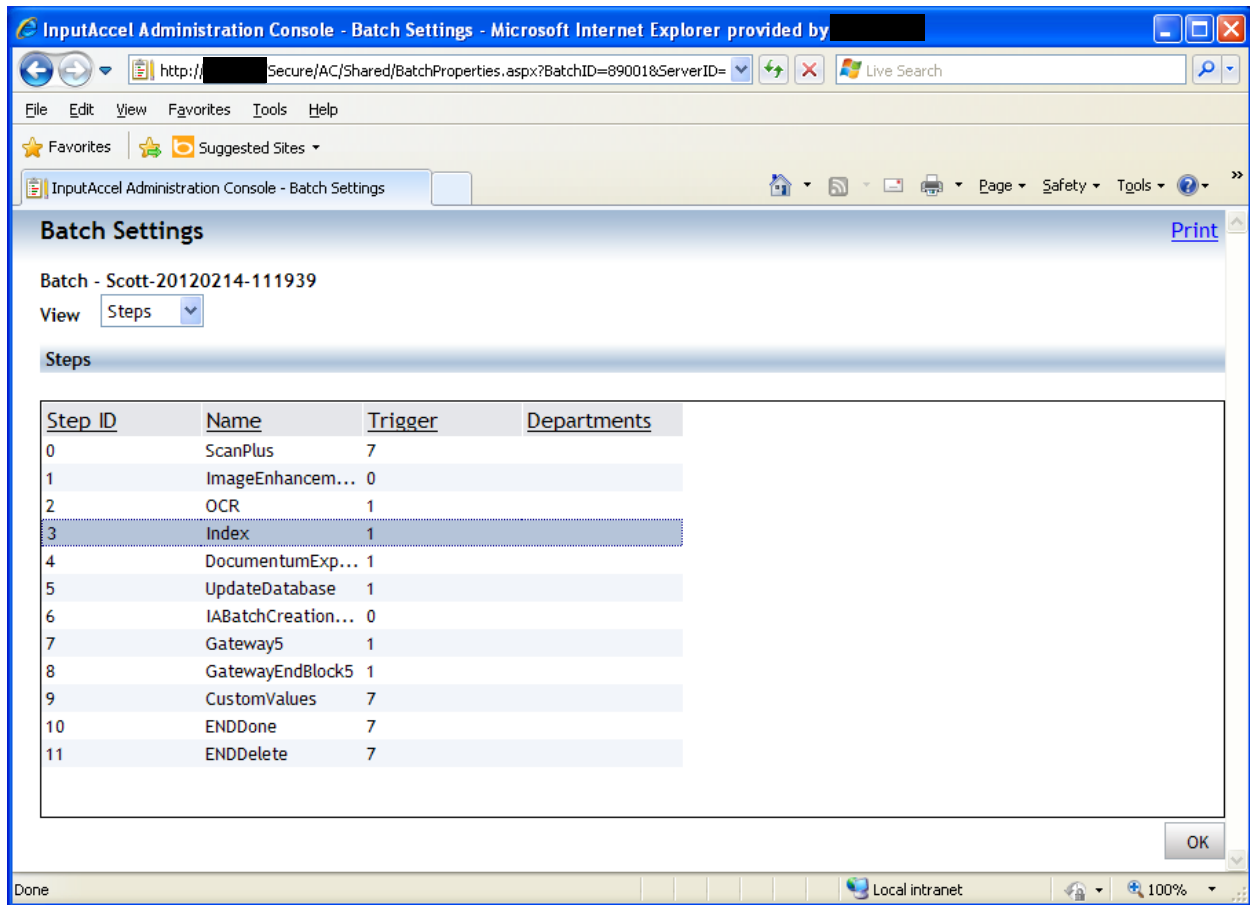 InputAccel Administration Console - Batch Settings - Microsoft Internet Explorer provided by
http:// Secure/AC/Shared/BatchProperties.aspx?BatchID=89001&ServerID= Live Search
File Edit View Favorites Tools Help
Favorites Suggested Sites
InputAccel Administration Console - Batch Settings Page Safety Tools »
Batch Settings Print
Batch - Scott-20120214-111939
View Steps
Steps
Step ID Name Trigger Departments
0 ScanPlus 7
1 ImageEnhancem... 0
2 OCR 1
3 Index 1
4 DocumentumExp... 1
5 UpdateDatabase 1
6 IABatchCreation... 0
7 Gateway5 1
8 GatewayEndBlock5 1
9 CustomValues 7
10 ENDDone 7
11 ENDDelete 7
OK
Done Local intranet 100%